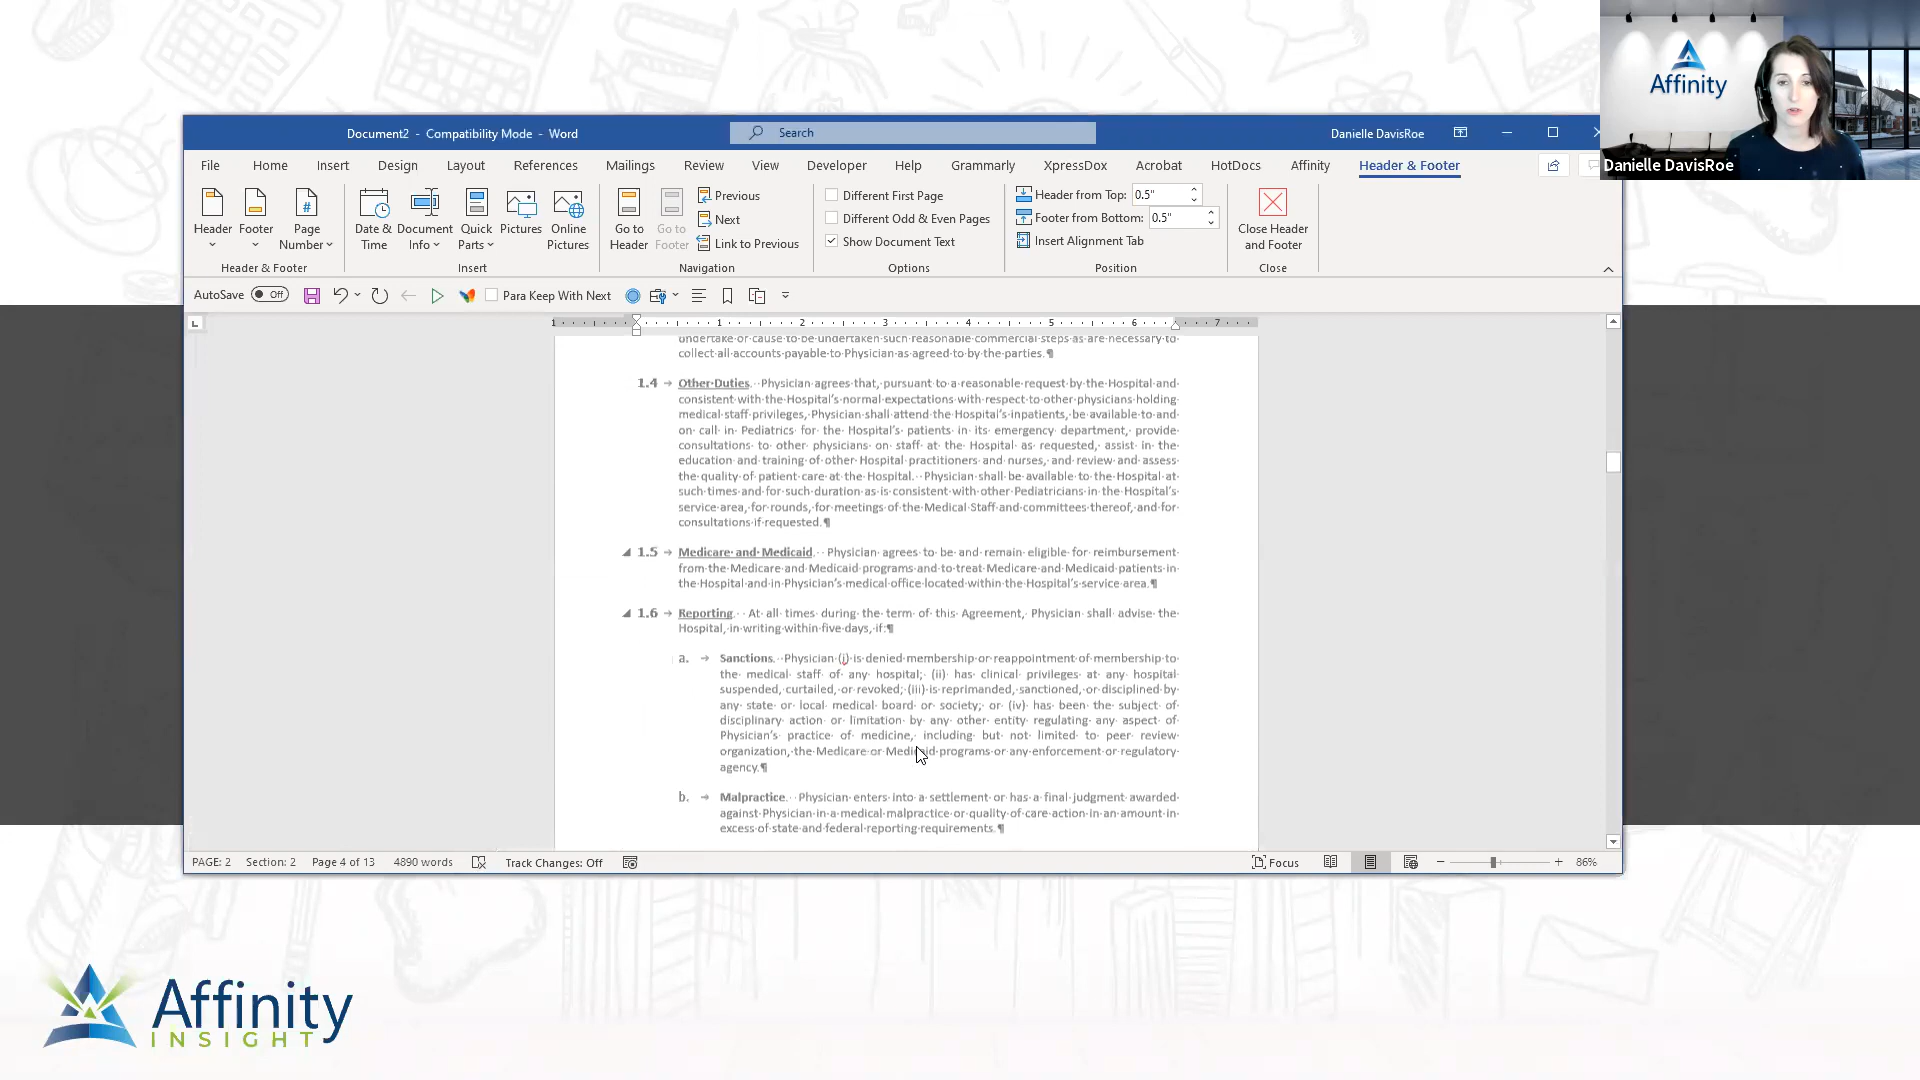 Affinity
Danielle DavisRoe
Document2 - Compatibility Mode - Word
Search
Danielle DavisRoe
File Home Insert Design Layout References Mailings Review View Developer Help Grammarly XpressDox Acrobat HotDocs Affinity Header & Footer
Header
Footer
Page Number
Header & Footer
Date & Time
Document Info
Quick Parts
Pictures
Online Pictures
Insert
Go to Header
Go to Footer
Previous
Next
Link to Previous
Navigation
Different First Page
Different Odd & Even Pages
Show Document Text
Options
Header from Top: 0.5"
Footer from Bottom: 0.5"
Insert Alignment Tab
Position
Close Header and Footer
Close
AutoSave Off
Para Keep With Next
1 1 2 3 4 5 6 7
undertake or cause to be undertaken such reasonable commercial steps as are necessary to
collect all accounts payable to Physician as agreed to by the parties.¶
1.4 Other Duties. Physician agrees that, pursuant to a reasonable request by the Hospital and
consistent with the Hospital's normal expectations with respect to other physicians holding
medical staff privileges, Physician shall attend the Hospital's inpatients, be available to and
on call in Pediatrics for the Hospital's patients in its emergency department, provide
consultations to other physicians on staff at the Hospital as requested, assist in the
education and training of other Hospital practitioners and nurses, and review and assess
the quality of patient care at the Hospital. Physician shall be available to the Hospital at
such times and for such duration as is consistent with other Pediatricians in the Hospital's
service area, for rounds, for meetings of the Medical Staff and committees thereof, and for
consultations if requested.¶
1.5 Medicare and Medicaid. Physician agrees to be and remain eligible for reimbursement
from the Medicare and Medicaid programs and to treat Medicare and Medicaid patients in
the Hospital and in Physician's medical office located within the Hospital's service area.¶
1.6 Reporting. At all times during the term of this Agreement, Physician shall advise the
Hospital, in writing within five days, if:¶
a. Sanctions. Physician (i) is denied membership or reappointment of membership to
the medical staff of any hospital; (ii) has clinical privileges at any hospital
suspended, curtailed, or revoked; (iii) is reprimanded, sanctioned, or disciplined by
any state or local medical board or society; or (iv) has been the subject of
disciplinary action or limitation by any other entity regulating any aspect of
Physician's practice of medicine, including but not limited to peer review
organization, the Medicare or Medicaid programs or any enforcement or regulatory
agency.¶
b. Malpractice. Physician enters into a settlement or has a final judgment awarded
against Physician in a medical malpractice or quality of care action in an amount in
excess of state and federal reporting requirements.¶
PAGE: 2 Section: 2 Page 4 of 13 4890 words Track Changes: Off Focus 86%
Affinity
INSIGHT